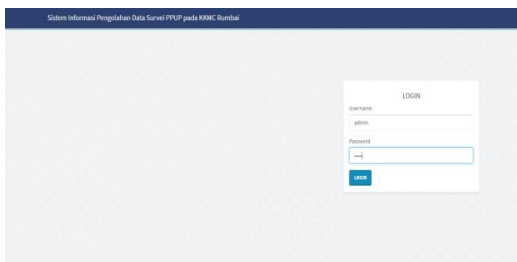 Sistem Informasi Pengolahan Data Survei PPUP pada KKMC Rumbai
LOGIN
Username
admin
Password
•••••
LOGIN